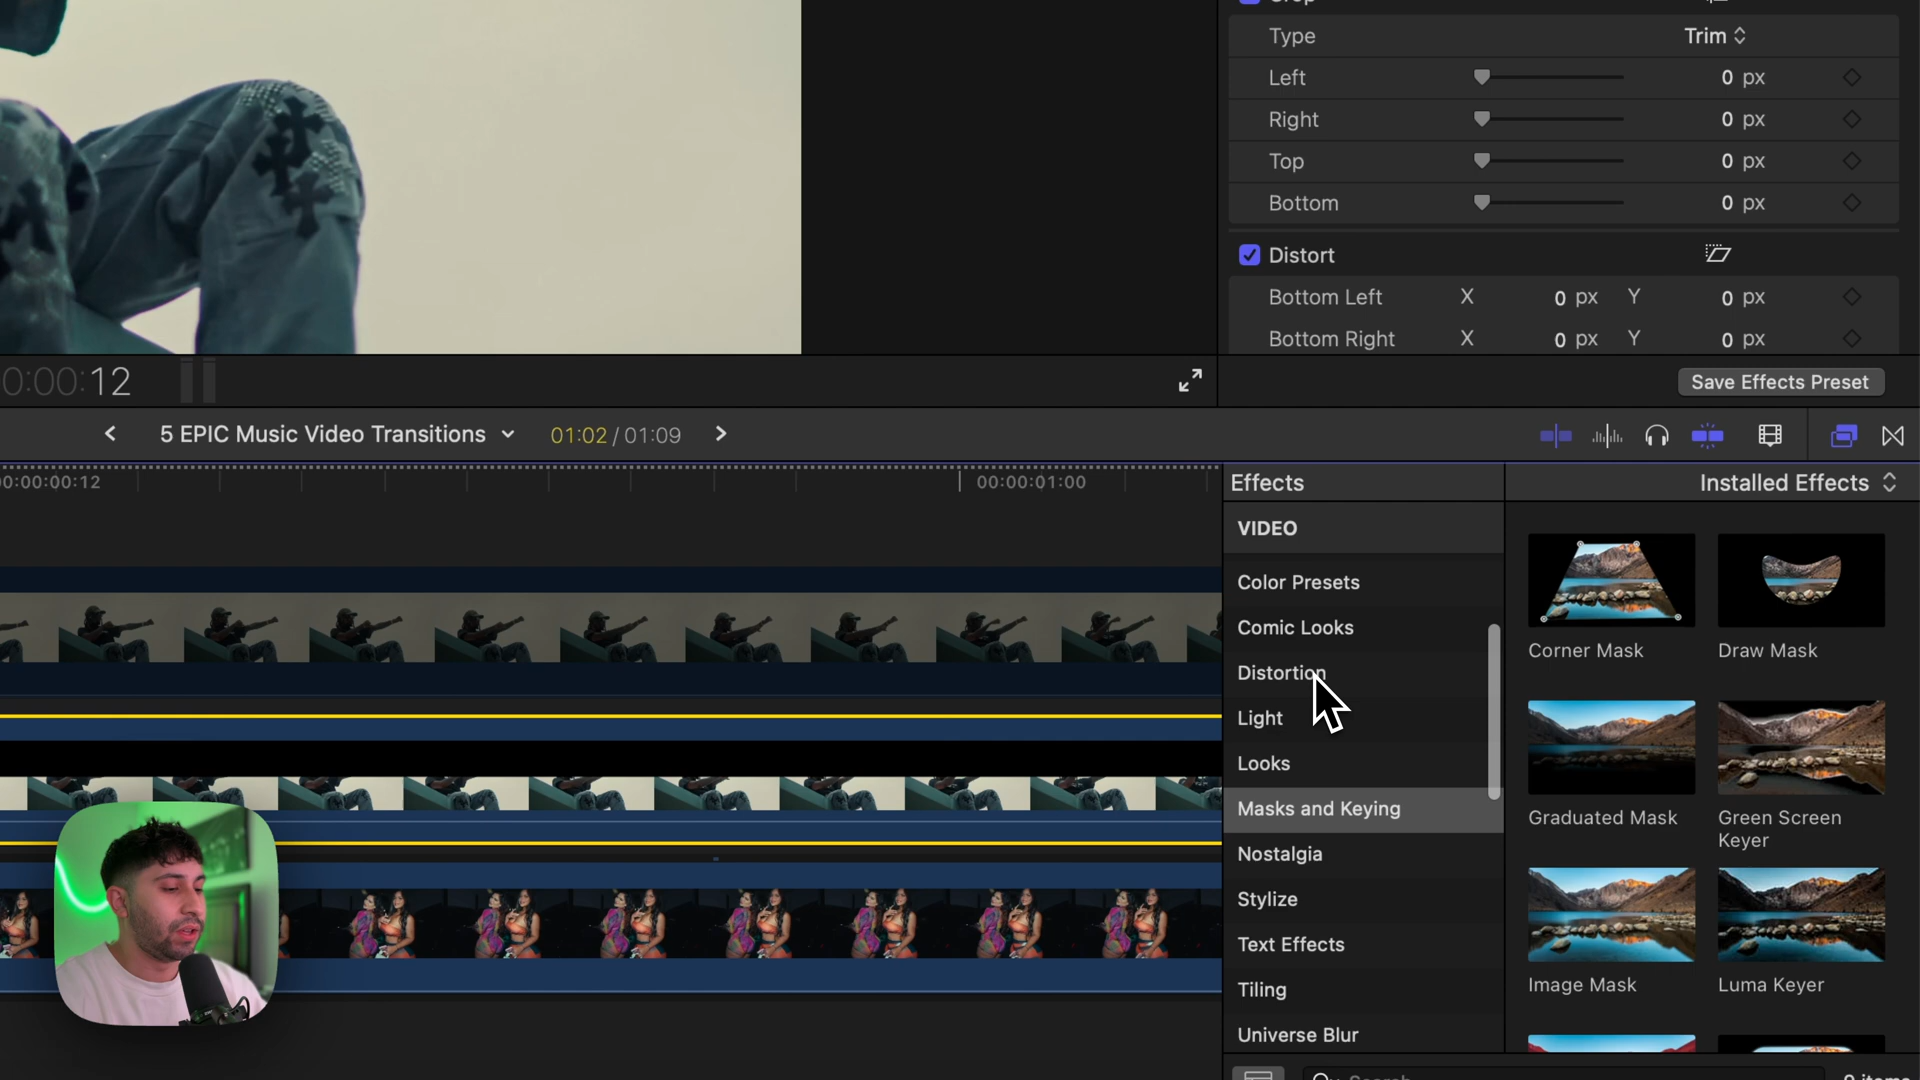 Crop
Type Trim
Left 0 px
Right 0 px
Top 0 px
Bottom 0 px
Distort
Bottom Left X 0 px Y 0 px
Bottom Right X 0 px Y 0 px
0:00:12
Save Effects Preset
5 EPIC Music Video Transitions 01:02 / 01:09
0:00:00:12 00:00:01:00
Effects
Installed Effects
VIDEO
Color Presets
Comic Looks
Distortion
Light
Looks
Masks and Keying
Nostalgia
Stylize
Text Effects
Tiling
Universe Blur
Corner Mask
Draw Mask
Graduated Mask
Green Screen
Keyer
Image Mask
Luma Keyer
Search
items